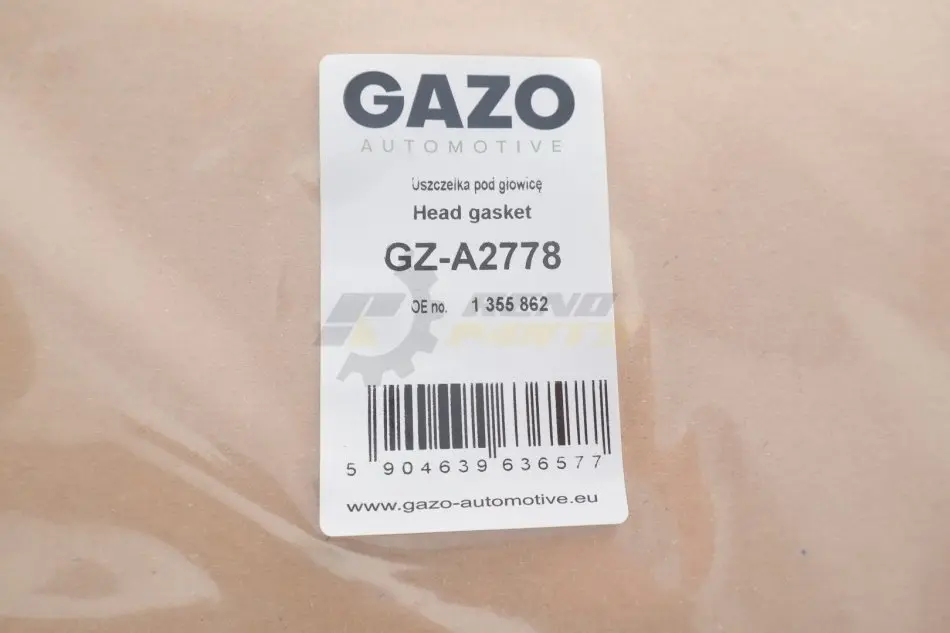 GAZO
AUTOMOTIVE
Uszczelka pod głowicę
Head gasket
GZ-A2778
OE no. 1 355 862
5 904639 636577
www.gazo-automotive.eu